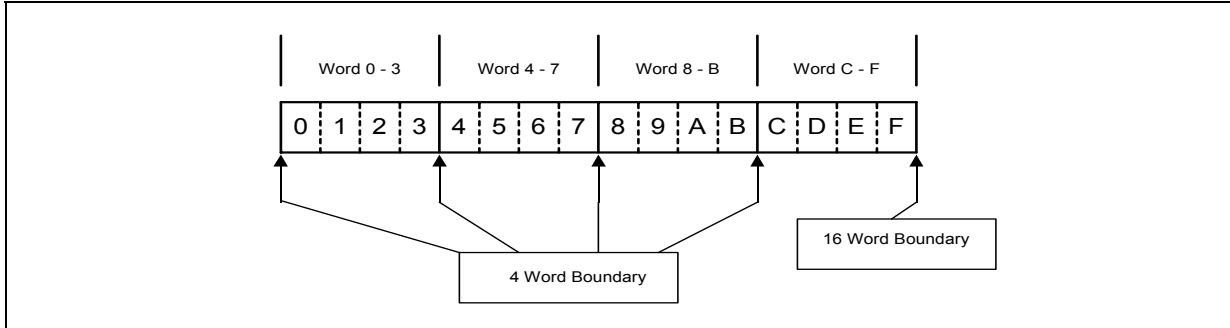 Word 0 - 3 Word 4 - 7 Word 8 - B Word C - F
0 1 2 3 4 5 6 7 8 9 A B C D E F
16 Word Boundary
4 Word Boundary